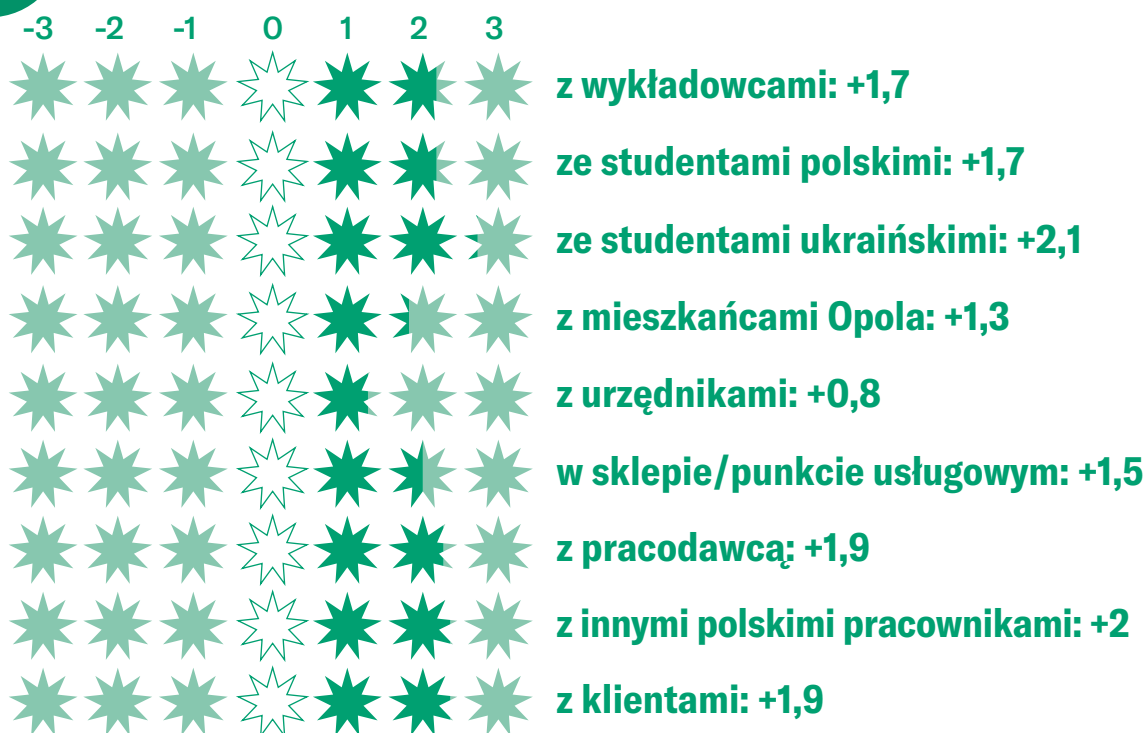 -3 -2 -1 0 1 2 3
z wykładowcami: +1,7
ze studentami polskimi: +1,7
ze studentami ukraińskimi: +2,1
z mieszkańcami Opola: +1,3
z urzędnikami: +0,8
w sklepie/punkcie usługowym: +1,5
z pracodawcą: +1,9
z innymi polskimi pracownikami: +2
z klientami: +1,9